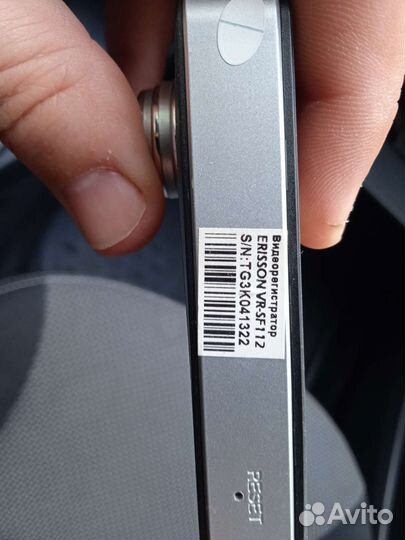 Видеорегистратор
ERISSON VR-SF112
S/N:TG3K041322
RESET
Avito